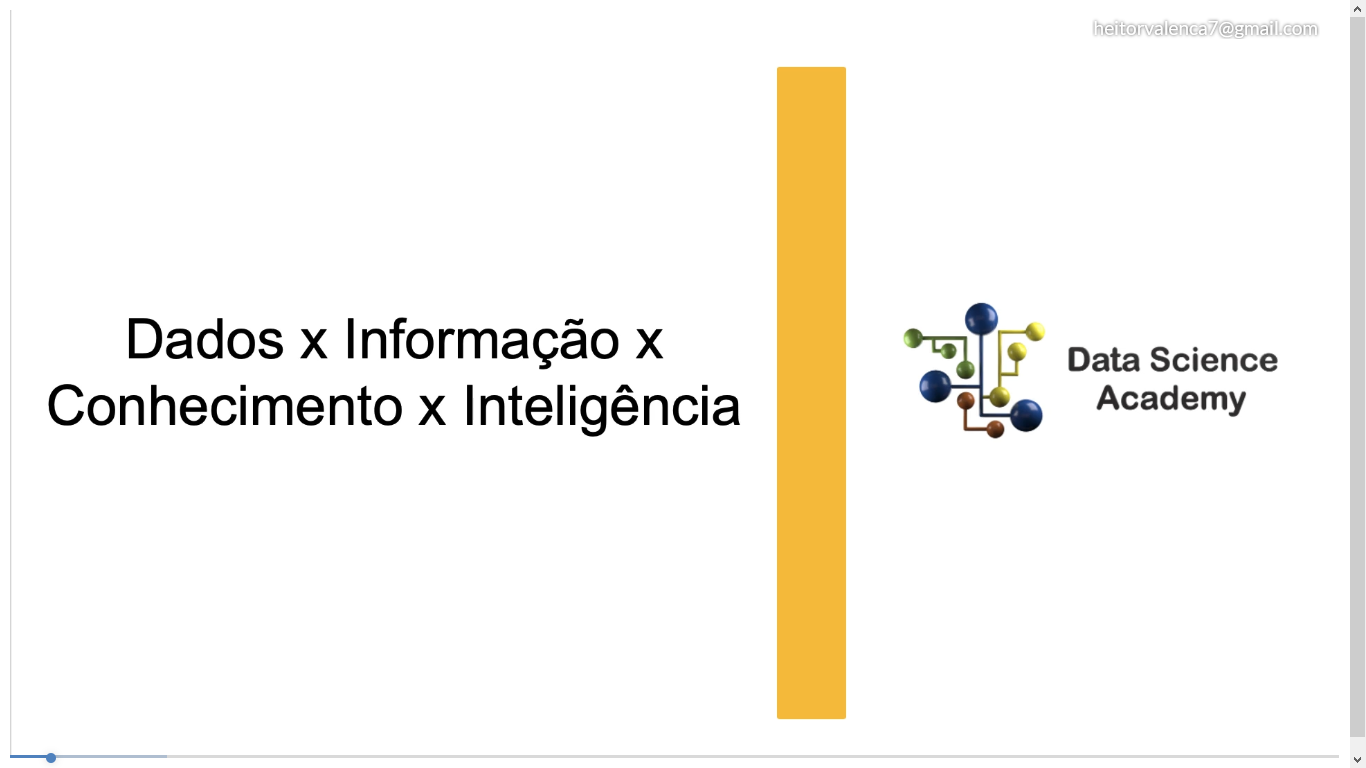 heitorvalenca7@gmail.com
Dados x Informação x
Conhecimento x Inteligência
Data Science
Academy